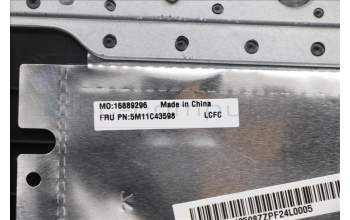 MO:16889296 Made in China
FRU PN:5M11C43598 LCFC